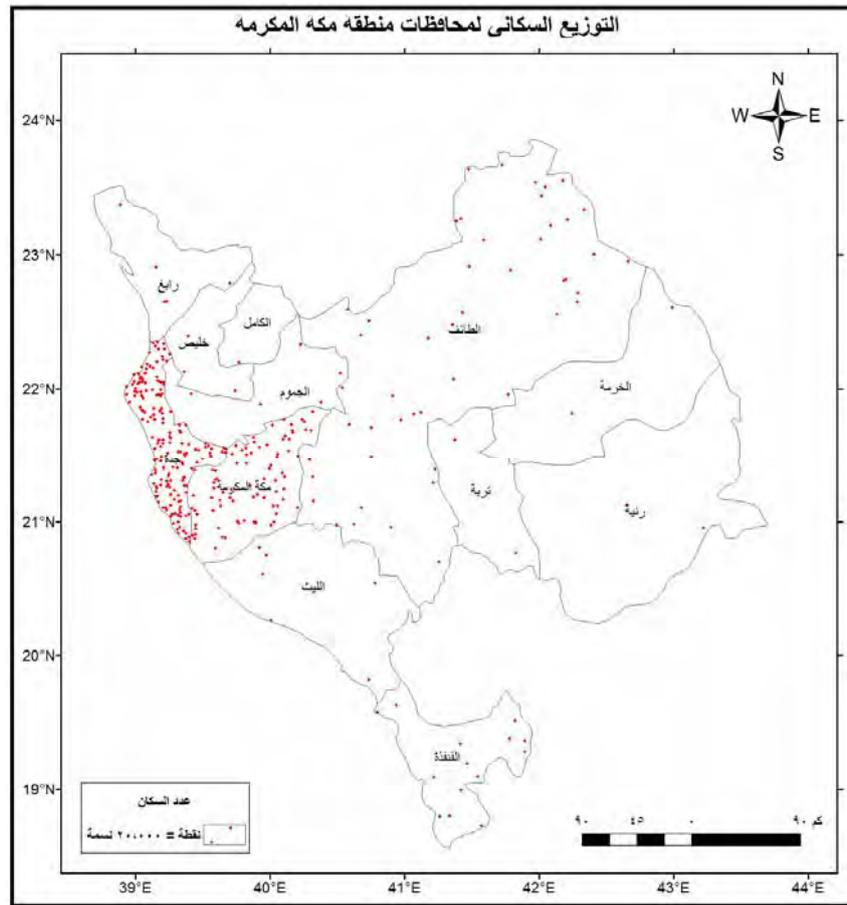 التوزيع السكانى لمحافظات منطقه مكه المكرمه
N
W E
S
24°N
23°N
22°N
21°N
20°N
19°N
رابغ
الكامل
خليص
الجموم
الطائف
الخرمة
جدة
مكة المكرمة
تربة
رنية
الليث
القنفذة
عدد السكان
نقطة = ٢٠،٠٠٠ نسمة
٩٠ ٤٥ ٠ ٩٠ كم
39°E 40°E 41°E 42°E 43°E 44°E